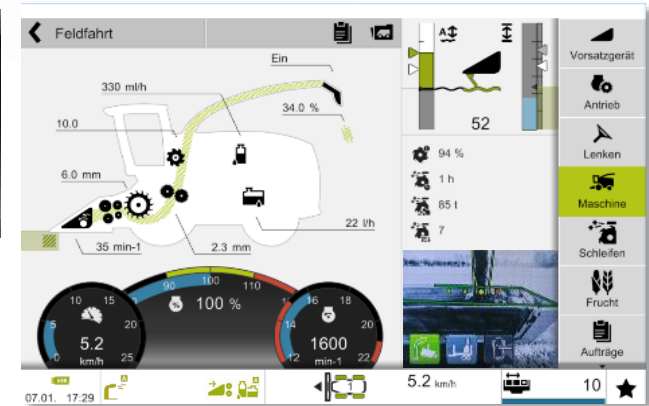 Feldfahrt
Ein
330 ml/h
34.0 %
10.0
6.0 mm
22 l/h
35 min-1
2.3 mm
52
94 %
1 h
85 t
7
Vorsatzgerät
Antrieb
Lenken
Maschine
Schleifen
Frucht
Aufträge
90 100 110
100 %
10 15
5 20
0 25
5.2
km/h
16 18
14 20
12 22
1600
min-1
07.01. 17:29
1
5.2 km/h
10